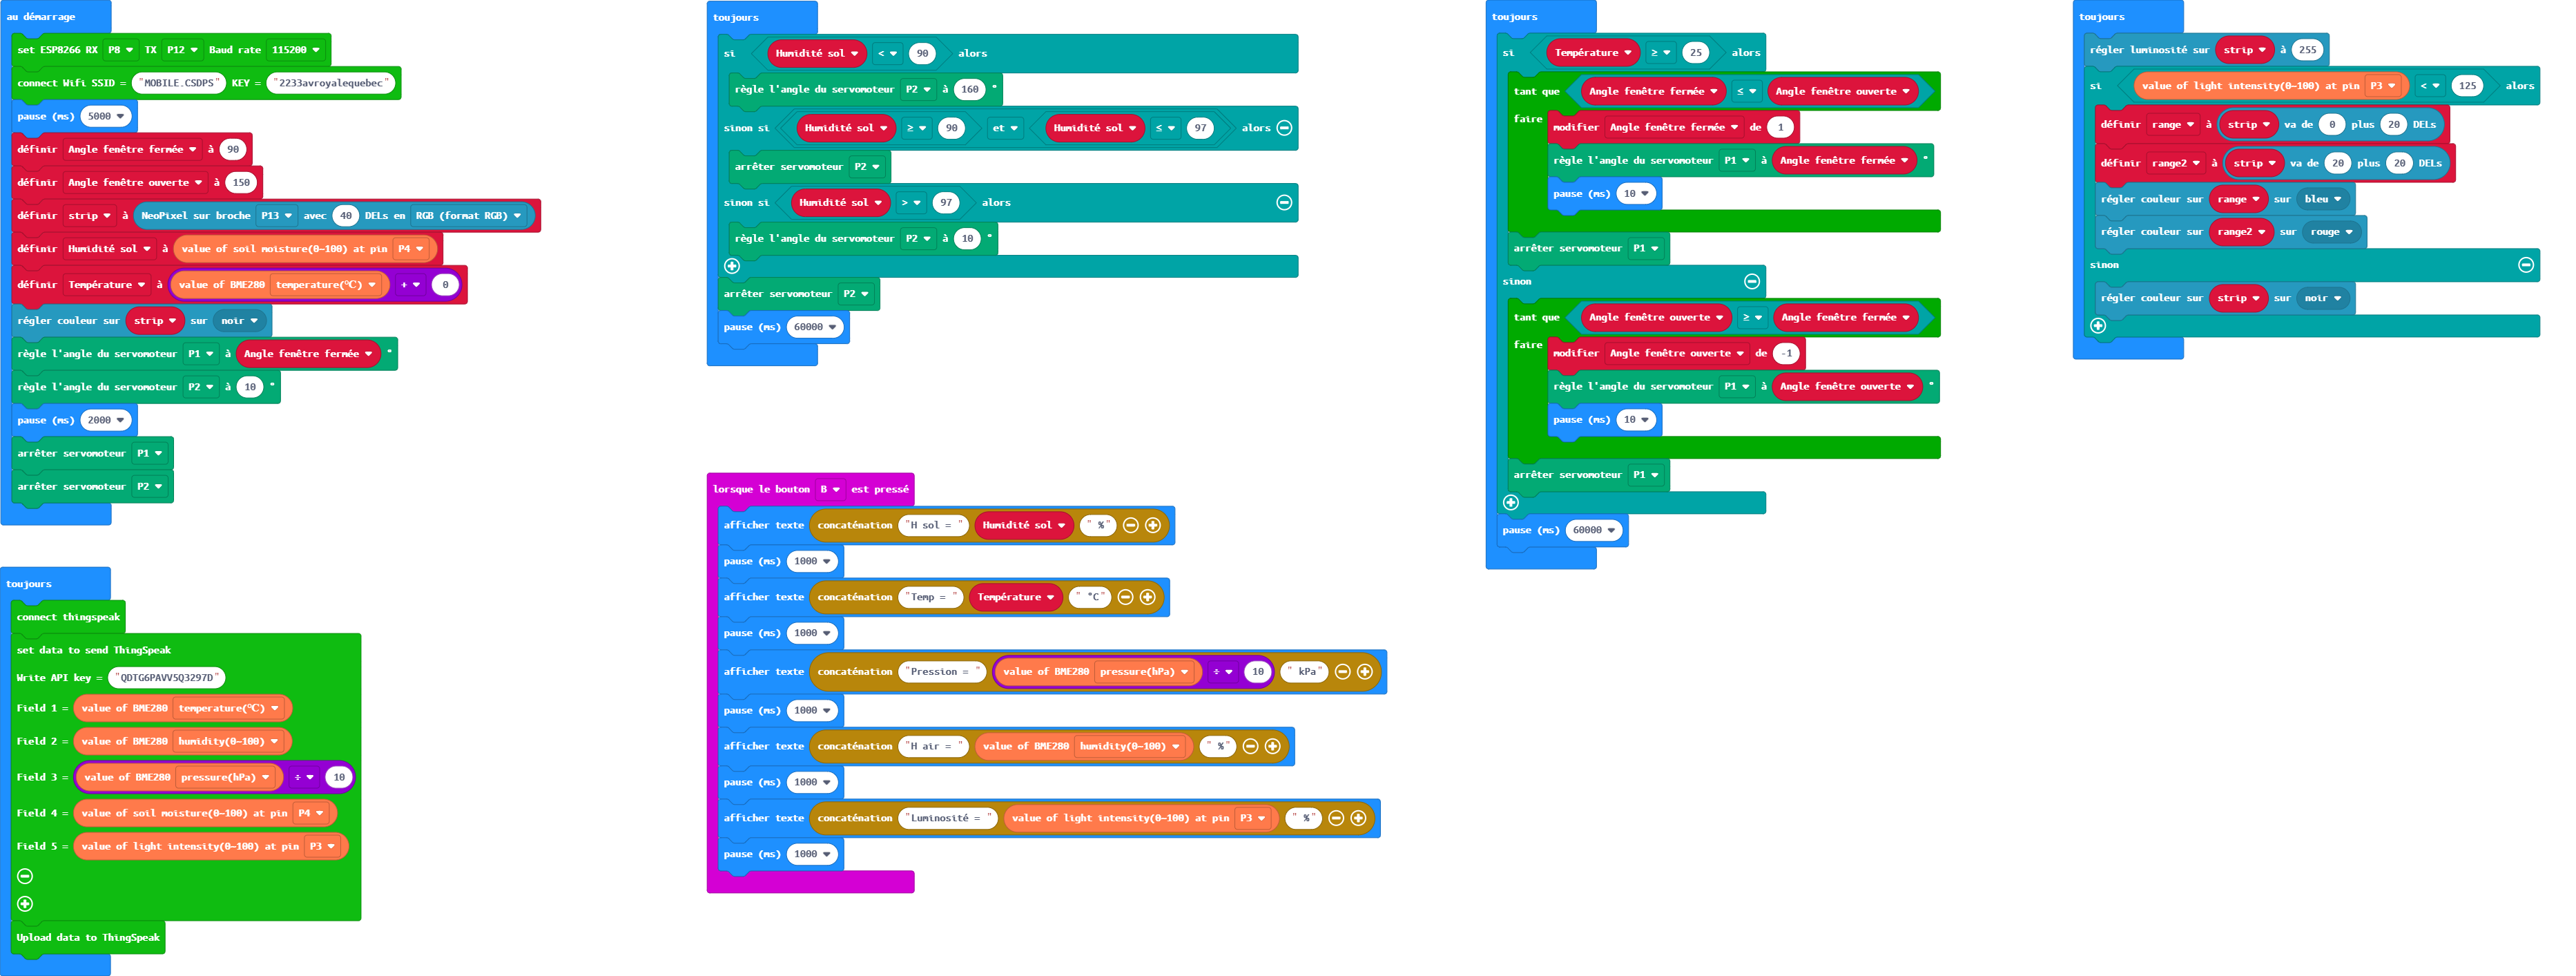 au démarrage
set ESP8266 RX P8 TX P12 Baud rate 115200
connect Wifi SSID = "MOBILE.CSDPS" KEY = "2233avroyalequebec"
pause (ms) 5000
définir Angle fenêtre fermée à 90
définir Angle fenêtre ouverte à 150
définir strip à NeoPixel sur broche P13 avec 40 DELs en RGB (format RGB)
définir Humidité sol à value of soil moisture(0-100) at pin P4
définir Température à value of BME280 temperature(℃) + 0
régler couleur sur strip sur noir
règle l'angle du servomoteur P1 à Angle fenêtre fermée °
règle l'angle du servomoteur P2 à 10 °
pause (ms) 2000
arrêter servomoteur P1
arrêter servomoteur P2
toujours
connect thingspeak
set data to send ThingSpeak
Write API key = "QDTG6PAVV5Q3297D"
Field 1 = value of BME280 temperature(℃)
Field 2 = value of BME280 humidity(0-100)
Field 3 = value of BME280 pressure(hPa) ÷ 10
Field 4 = value of soil moisture(0-100) at pin P4
Field 5 = value of light intensity(0-100) at pin P3
Upload data to ThingSpeak
toujours
si Humidité sol < 90 alors
règle l'angle du servomoteur P2 à 160 °
sinon si Humidité sol ≥ 90 et Humidité sol ≤ 97 alors
arrêter servomoteur P2
sinon si Humidité sol > 97 alors
règle l'angle du servomoteur P2 à 10 °
arrêter servomoteur P2
pause (ms) 60000
lorsque le bouton B est pressé
afficher texte concaténation "H sol = " Humidité sol " %"
pause (ms) 1000
afficher texte concaténation "Temp = " Température " °C"
pause (ms) 1000
afficher texte concaténation "Pression = " value of BME280 pressure(hPa) ÷ 10 " kPa"
pause (ms) 1000
afficher texte concaténation "H air = " value of BME280 humidity(0-100) " %"
pause (ms) 1000
afficher texte concaténation "Luminosité = " value of light intensity(0-100) at pin P3 " %"
pause (ms) 1000
toujours
si Température ≥ 25 alors
tant que Angle fenêtre fermée ≤ Angle fenêtre ouverte
faire modifier Angle fenêtre fermée de 1
règle l'angle du servomoteur P1 à Angle fenêtre fermée °
pause (ms) 10
arrêter servomoteur P1
sinon
tant que Angle fenêtre ouverte ≥ Angle fenêtre fermée
faire modifier Angle fenêtre ouverte de -1
règle l'angle du servomoteur P1 à Angle fenêtre ouverte °
pause (ms) 10
arrêter servomoteur P1
pause (ms) 60000
toujours
régler luminosité sur strip à 255
si value of light intensity(0-100) at pin P3 < 125 alors
définir range à strip va de 0 plus 20 DELs
définir range2 à strip va de 20 plus 20 DELs
régler couleur sur range sur bleu
régler couleur sur range2 sur rouge
sinon
régler couleur sur strip sur noir